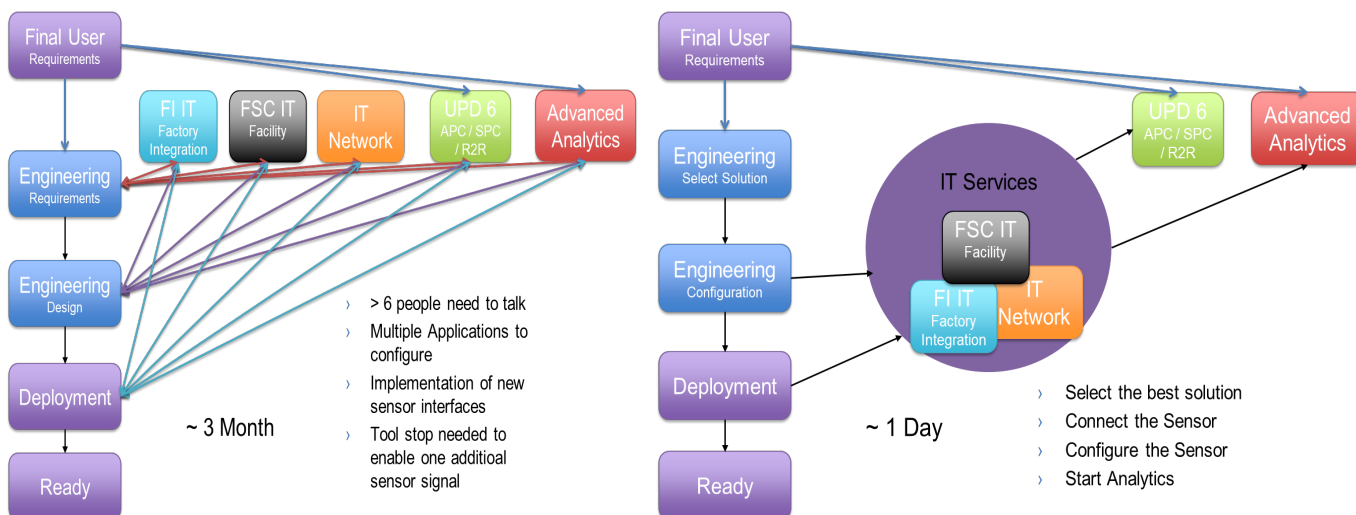 Final User
Requirements
FI IT
Factory
Integration
FSC IT
Facility
IT
Network
UPD 6
APC / SPC
/ R2R
Advanced
Analytics
Engineering
Requirements
Engineering
Design
Deployment
Ready
~ 3 Month
› > 6 people need to talk
› Multiple Applications to
configure
› Implementation of new
sensor interfaces
› Tool stop needed to
enable one additioal
sensor signal
Final User
Requirements
UPD 6
APC / SPC
/ R2R
Advanced
Analytics
Engineering
Select Solution
IT Services
FSC IT
Facility
Engineering
Configuration
FI IT
Factory
Integration
IT
Network
Deployment
Ready
~ 1 Day
› Select the best solution
› Connect the Sensor
› Configure the Sensor
› Start Analytics